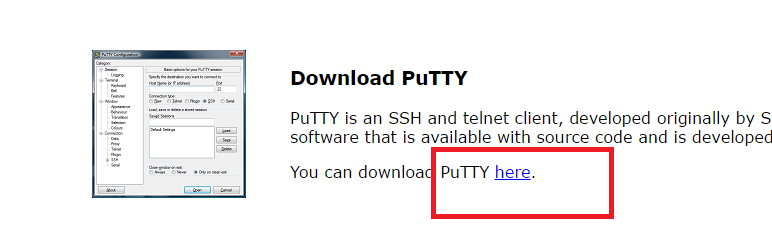 PuTTY Configuration
Category:
Session
Logging
Terminal
Keyboard
Bell
Features
Window
Appearance
Behaviour
Translation
Selection
Colours
Connection
Data
Proxy
Telnet
Rlogin
SSH
Serial
Basic options for your PuTTY session
Specify the destination you want to connect to
Host Name (or IP address) Port
22
Connection type:
Raw Telnet Rlogin SSH Serial
Load, save or delete a stored session
Saved Sessions
Default Settings
Load
Save
Delete
Close window on exit:
Always Never Only on clean exit
About Open Cancel
Download PuTTY
PuTTY is an SSH and telnet client, developed originally by S
software that is available with source code and is developed
You can download PuTTY here.